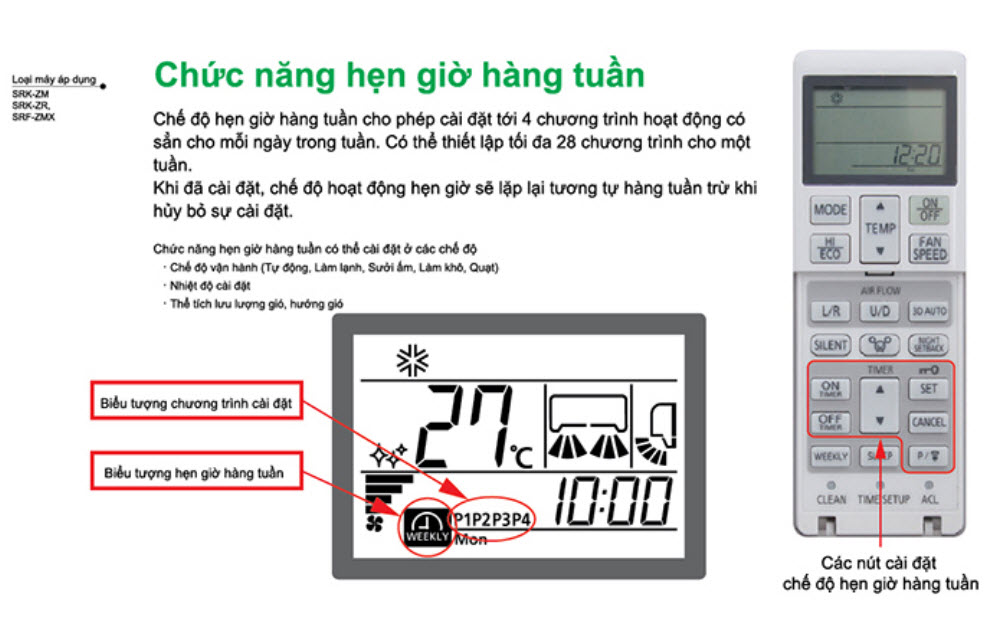 Loại máy áp dụng
SRK-ZM
SRK-ZR,
SRF-ZMX
Chức năng hẹn giờ hàng tuần
Chế độ hẹn giờ hàng tuần cho phép cài đặt tới 4 chương trình hoạt động có
sẳn cho mỗi ngày trong tuần. Có thể thiết lập tối đa 28 chương trình cho một
tuần.
Khi đã cài đặt, chế độ hoạt động hẹn giờ sẽ lặp lại tương tự hàng tuần trừ khi
hủy bỏ sự cài đặt.
Chức năng hẹn giờ hàng tuần có thể cài đặt ở các chế độ
· Chế độ vận hành (Tự động, Làm lạnh, Sưởi ấm, Làm khô, Quạt)
· Nhiệt độ cài đặt
· Thể tích lưu lượng gió, hướng gió
Biểu tượng chương trình cài đặt
Biểu tượng hẹn giờ hàng tuần
27°C
WEEKLY P1P2P3P4 10:00
Mon
12:20
MODE TEMP ON/OFF
HI/ECO FAN SPEED
AIR FLOW
L/R U/D 3D AUTO
SILENT NIGHT SETBACK
TIMER
ON TIMER SET
OFF TIMER CANCEL
WEEKLY SLEEP P/
CLEAN TIME SETUP ACL
Các nút cài đặt
chế độ hẹn giờ hàng tuần